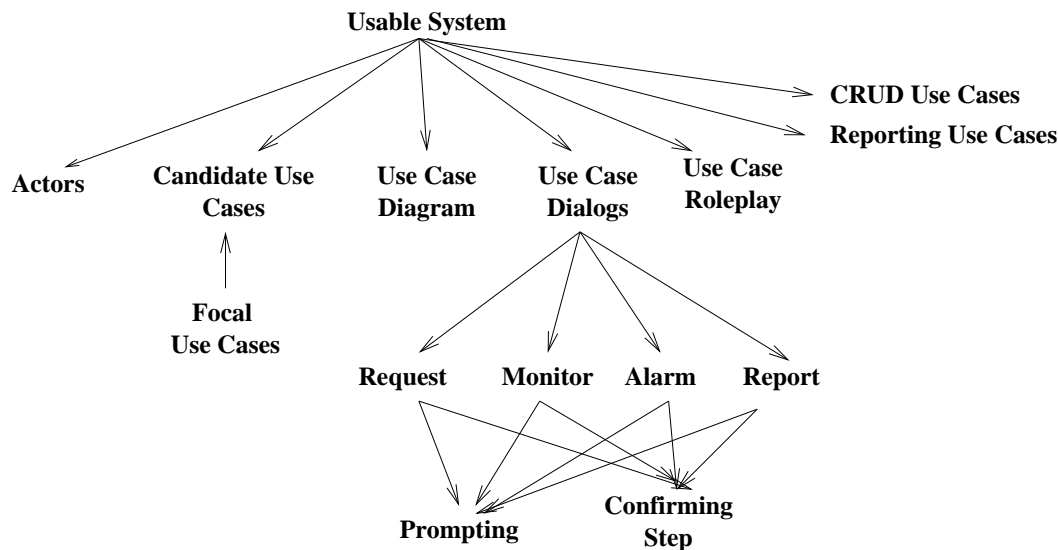 Usable System
CRUD Use Cases
Reporting Use Cases
Actors
Candidate Use
Cases
Use Case
Diagram
Use Case
Dialogs
Use Case
Roleplay
Focal
Use Cases
Request
Monitor
Alarm
Report
Prompting
Confirming
Step